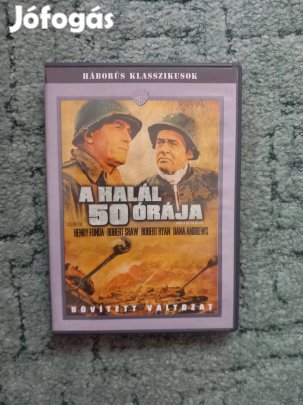 Jófogás
HÁBORÚS KLASSZIKUSOK
A HALÁL
50 ÓRÁJA
HENRY FONDA ROBERT SHAW ROBERT RYAN DANA ANDREWS
BŐVÍTETT VÁLTOZAT